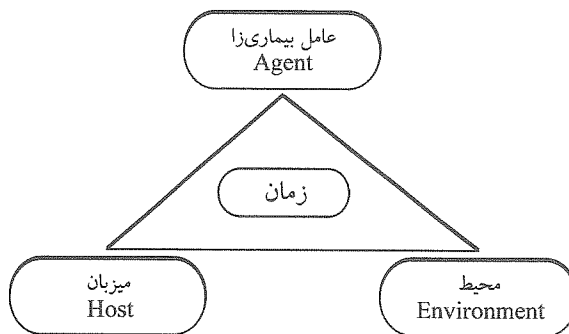 عامل بیماری‌زا
Agent
زمان
میزبان
Host
محیط
Environment